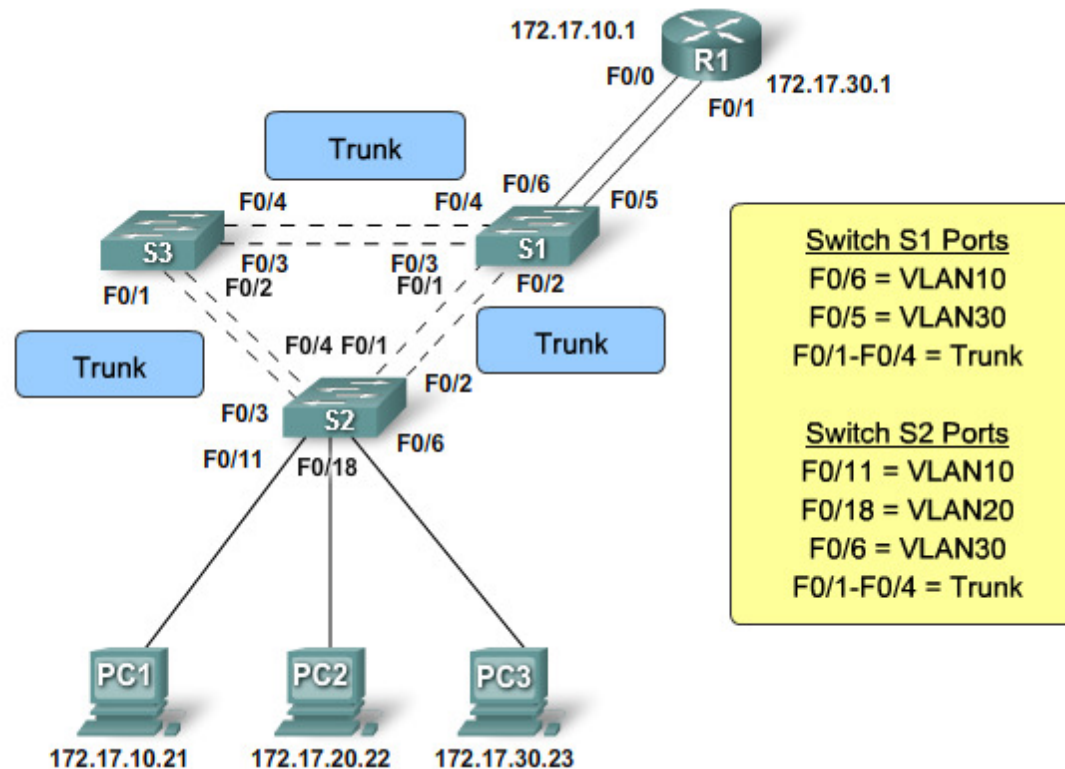 172.17.10.1
R1
F0/0
172.17.30.1
F0/1
Trunk
F0/6
F0/4
F0/4
F0/5
S3
S1
F0/3
F0/3
F0/1
F0/2
F0/1
F0/2
Trunk
Trunk
F0/4
F0/1
F0/2
F0/3
S2
F0/6
F0/11
F0/18
PC1
PC2
PC3
172.17.10.21
172.17.20.22
172.17.30.23
Switch S1 Ports
F0/6 = VLAN10
F0/5 = VLAN30
F0/1-F0/4 = Trunk
Switch S2 Ports
F0/11 = VLAN10
F0/18 = VLAN20
F0/6 = VLAN30
F0/1-F0/4 = Trunk